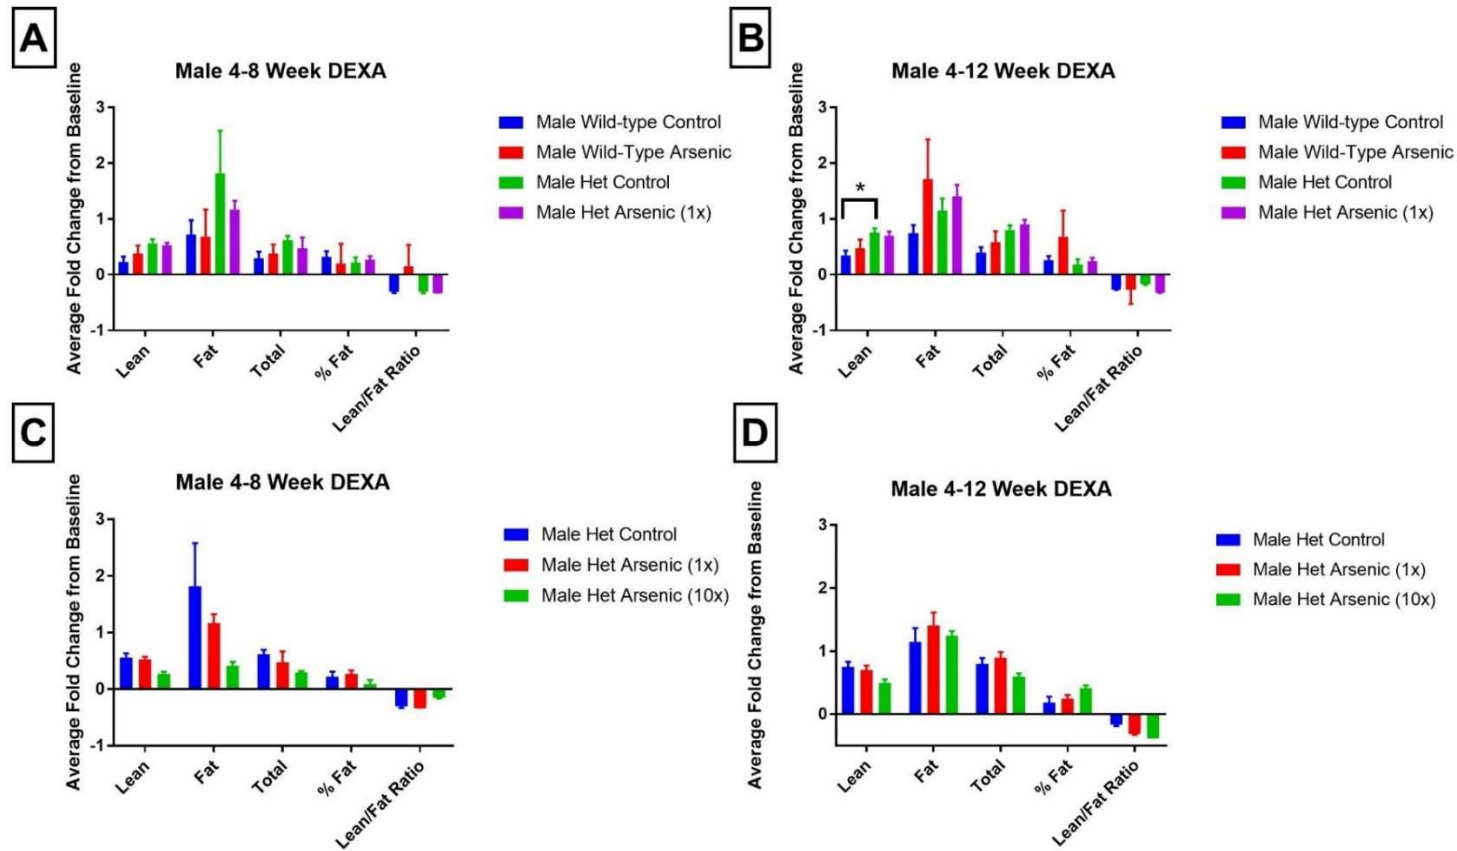 A
Male 4-8 Week DEXA
Average Fold Change from Baseline
3
2
1
0
-1
Lean
Fat
Total
% Fat
Lean/Fat Ratio
Male Wild-type Control
Male Wild-Type Arsenic
Male Het Control
Male Het Arsenic (1x)
B
Male 4-12 Week DEXA
Average Fold Change from Baseline
3
2
1
0
-1
*
Lean
Fat
Total
% Fat
Lean/Fat Ratio
Male Wild-type Control
Male Wild-Type Arsenic
Male Het Control
Male Het Arsenic (1x)
C
Male 4-8 Week DEXA
Average Fold Change from Baseline
3
2
1
0
-1
Lean
Fat
Total
% Fat
Lean/Fat Ratio
Male Het Control
Male Het Arsenic (1x)
Male Het Arsenic (10x)
D
Male 4-12 Week DEXA
Average Fold Change from Baseline
3
2
1
0
Lean
Fat
Total
% Fat
Lean/Fat Ratio
Male Het Control
Male Het Arsenic (1x)
Male Het Arsenic (10x)